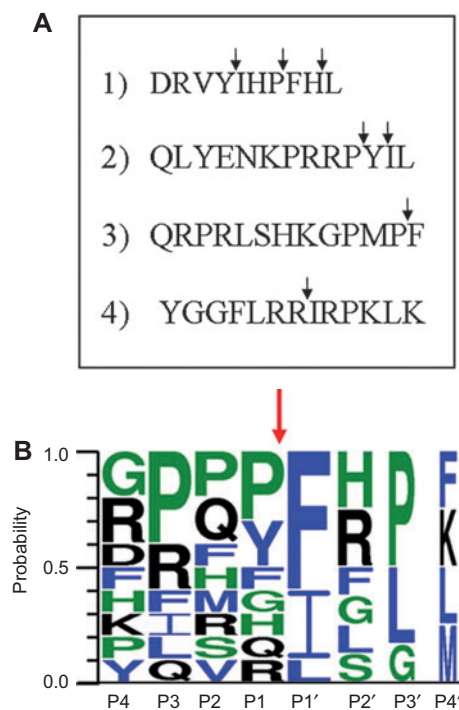 A
1) DRVYIHPFHL
2) QLYENKPRRPYIL
3) QRPRLSHKGPMPF
4) YGGFLRRIRPKLK
B
Probability
1.0
0.5
0.0
G R D F H K P Y
P R F I L Q
P Q F H M R S V
P Y F G H Q R
F I L
H R F G L S
P L G
F K L M
P4 P3 P2 P1 P1′ P2′ P3′ P4′